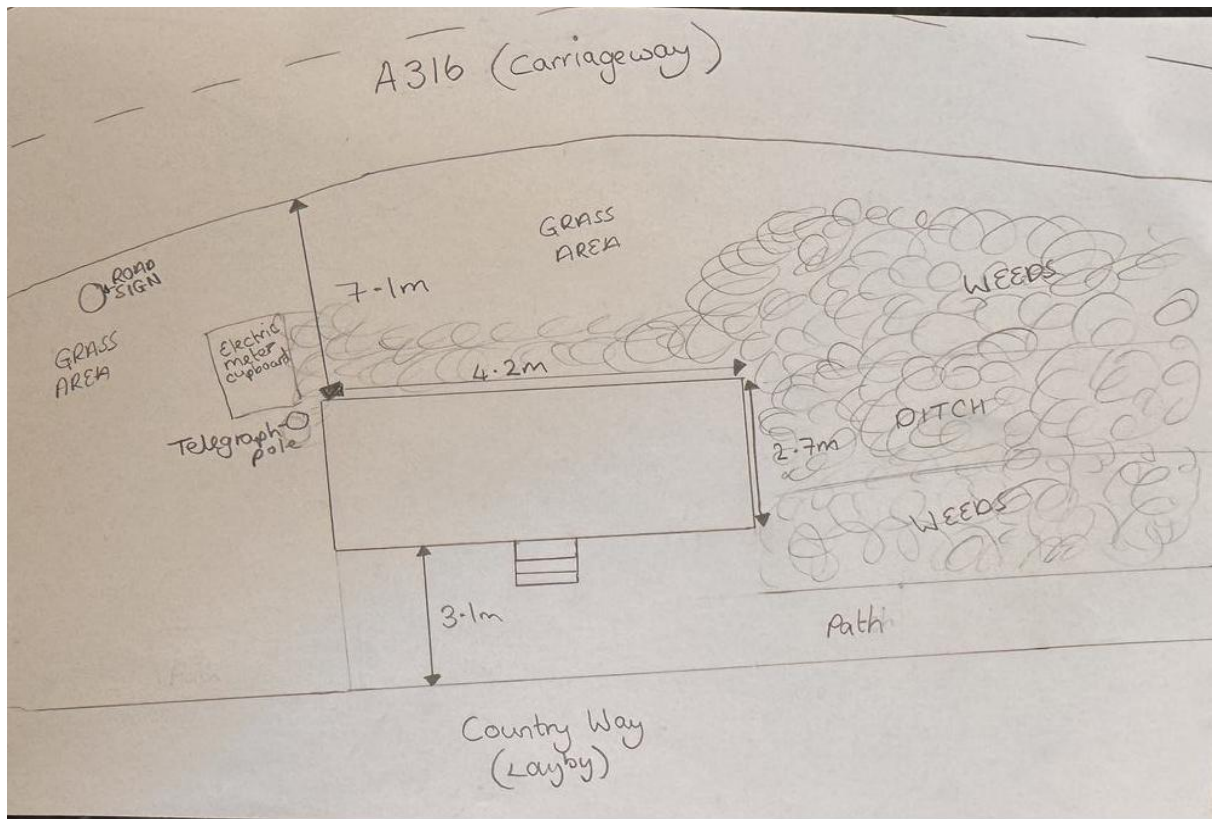 A316 (Carriageway)
GRASS
AREA
ROAD
SIGN
7.1m
WEEDS
GRASS
AREA
Electric
meter
cupboard
4.2m
Telegraph
pole
DITCH
2.7m
WEEDS
3.1m
Path
Country Way
(Layby)